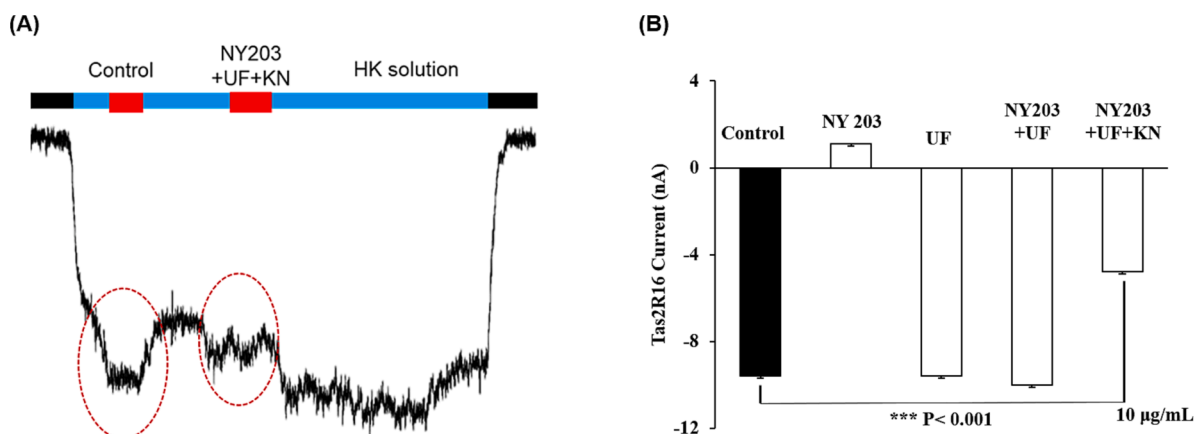 (A)
Control
NY203
+UF+KN
HK solution
(B)
Tas2R16 Current (nA)
4
0
-4
-8
-12
Control
NY 203
UF
NY203
+UF
NY203
+UF+KN
*** P< 0.001
10 µg/mL